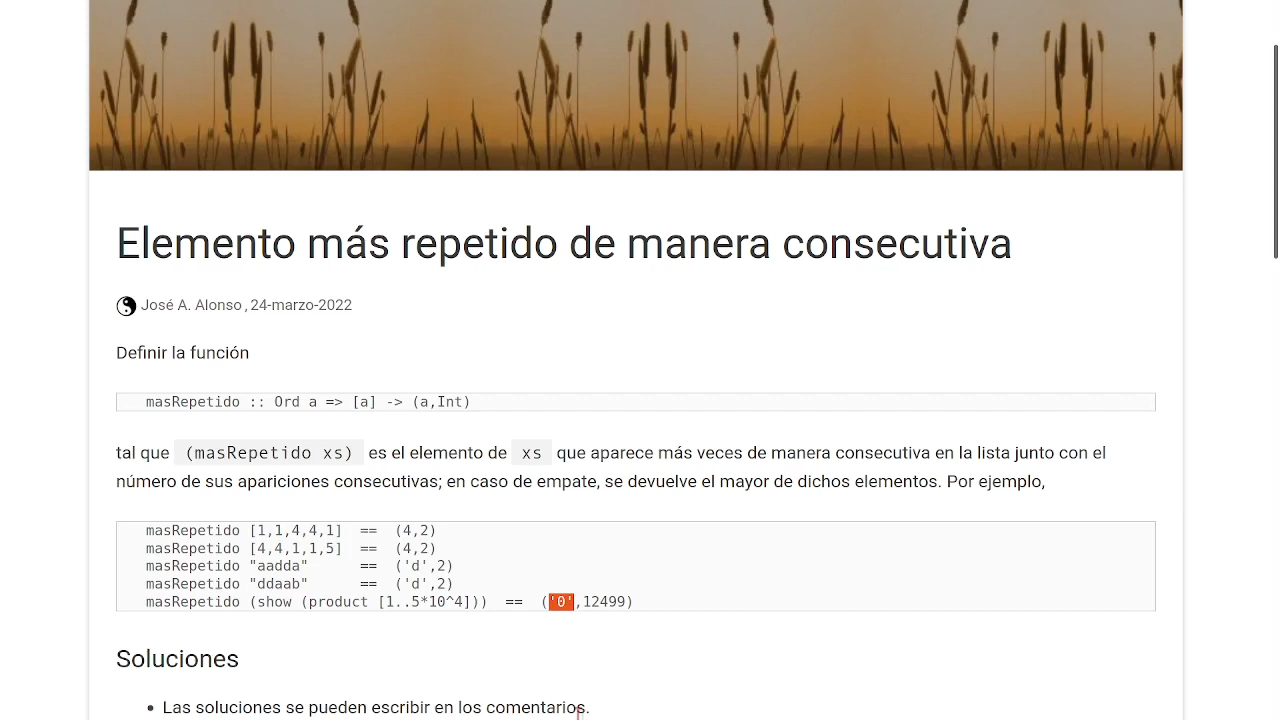 Elemento más repetido de manera consecutiva
José A. Alonso , 24-marzo-2022
Definir la función
masRepetido :: Ord a => [a] -> (a,Int)
tal que (masRepetido xs) es el elemento de xs que aparece más veces de manera consecutiva en la lista junto con el
número de sus apariciones consecutivas; en caso de empate, se devuelve el mayor de dichos elementos. Por ejemplo,
masRepetido [1,1,4,4,1]  ==  (4,2)
masRepetido [4,4,1,1,5]  ==  (4,2)
masRepetido "aadda"      ==  ('d',2)
masRepetido "ddaab"      ==  ('d',2)
masRepetido (show (product [1..5*10^4]))  ==  ('0',12499)
Soluciones
• Las soluciones se pueden escribir en los comentarios.